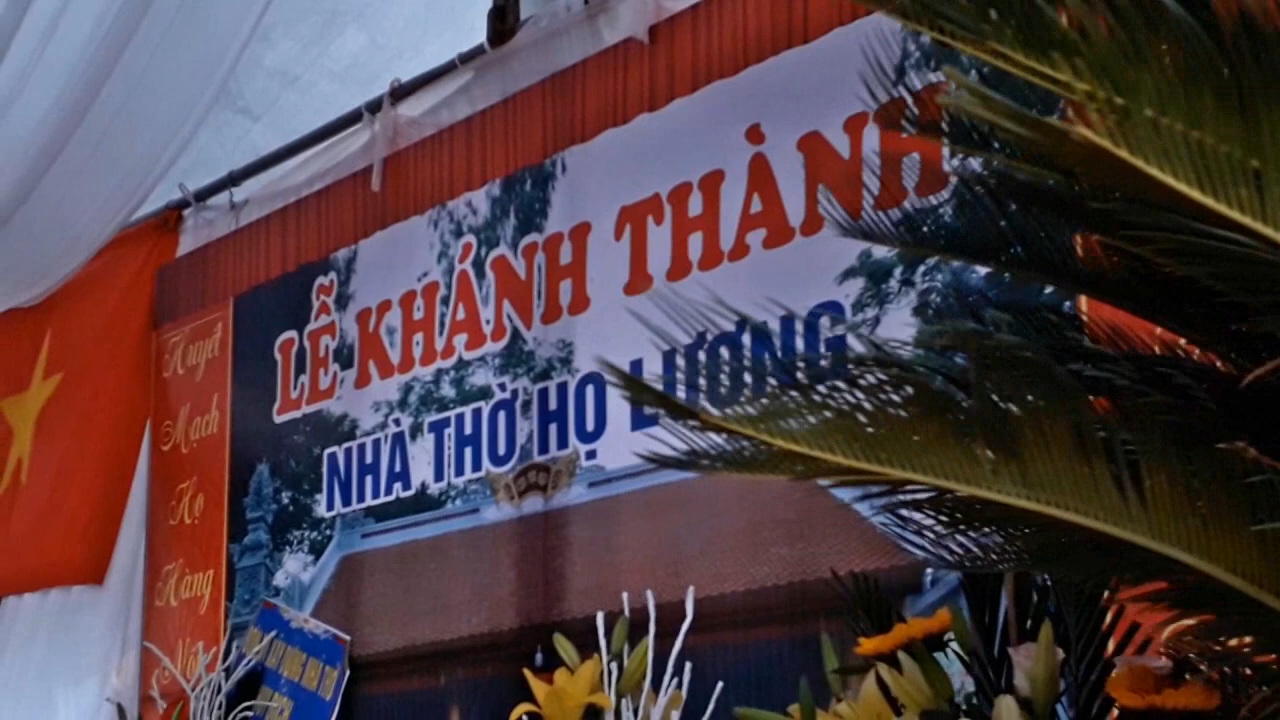 LỄ KHÁNH THÀNH
NHÀ THỜ HỌ LƯƠNG
Huyết
Mạch
Họ
Hàng